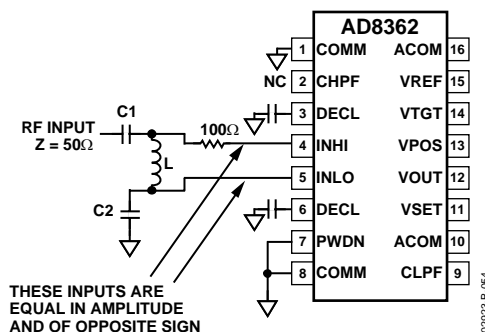 AD8362
1 COMM ACOM 16
NC 2 CHPF VREF 15
C1
3 DECL VTGT 14
RF INPUT
Z = 50Ω
100Ω
4 INHI VPOS 13
L
5 INLO VOUT 12
C2
6 DECL VSET 11
7 PWDN ACOM 10
8 COMM CLPF 9
THESE INPUTS ARE
EQUAL IN AMPLITUDE
AND OF OPPOSITE SIGN
02923-B-054